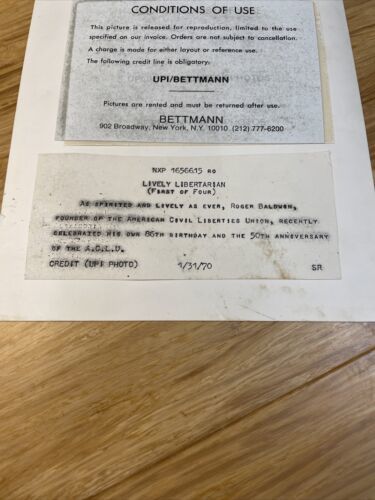 CONDITIONS OF USE
This picture is released for reproduction, limited to the use
specified on our invoice. Orders are not subject to cancellation.
A charge is made for either layout or reference use.
The following credit line is obligatory:
UPI/BETTMANN
Pictures are rented and must be returned after use.
BETTMANN
902 Broadway, New York, N.Y. 10010 (212) 777-6200
NXP 1656615 RO
LIVELY LIBERTARIAN
(FIRST OF FOUR)
AS SPIRITED AND LIVELY AS EVER, ROGER BALDWIN,
FOUNDER OF THE AMERICAN CIVIL LIBERTIES UNION, RECENTLY
CELEBRATED HIS OWN 86TH BIRTHDAY AND THE 50TH ANNIVERSARY
OF THE A.C.L.U.
CREDIT (UPI PHOTO) 1/31/70 SR